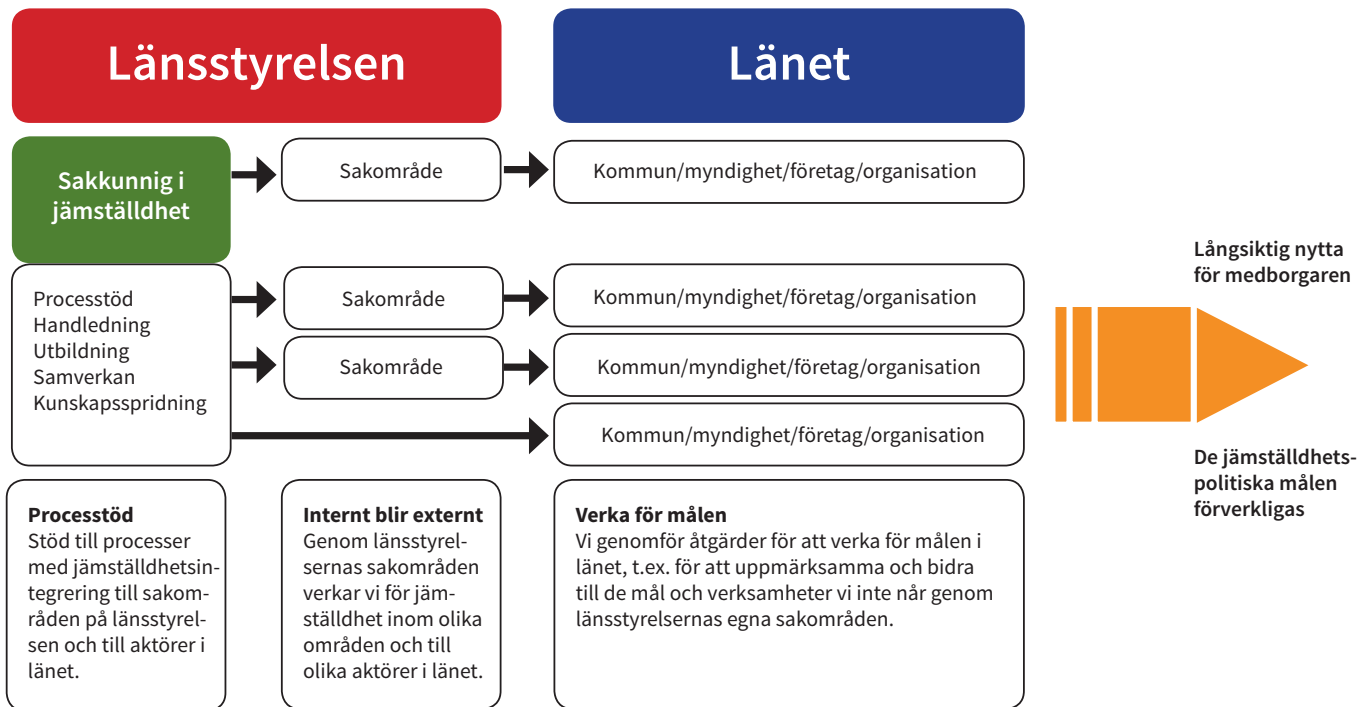 Länsstyrelsen
Länet
Sakkunnig i
jämställdhet
Sakområde
Kommun/myndighet/företag/organisation
Processtöd
Handledning
Utbildning
Samverkan
Kunskapsspridning
Sakområde
Kommun/myndighet/företag/organisation
Sakområde
Kommun/myndighet/företag/organisation
Kommun/myndighet/företag/organisation
Långsiktig nytta
för medborgaren
De jämställdhets-
politiska målen
förverkligas
Processtöd
Stöd till processer
med jämställdhetsin-
tegrering till sakom-
råden på länsstyrel-
sen och till aktörer i
länet.
Internt blir externt
Genom länsstyrel-
sernas sakområden
verkar vi för jäm-
ställdhet inom olika
områden och till
olika aktörer i länet.
Verka för målen
Vi genomför åtgärder för att verka för målen i
länet, t.ex. för att uppmärksamma och bidra
till de mål och verksamheter vi inte når genom
länsstyrelsernas egna sakområden.